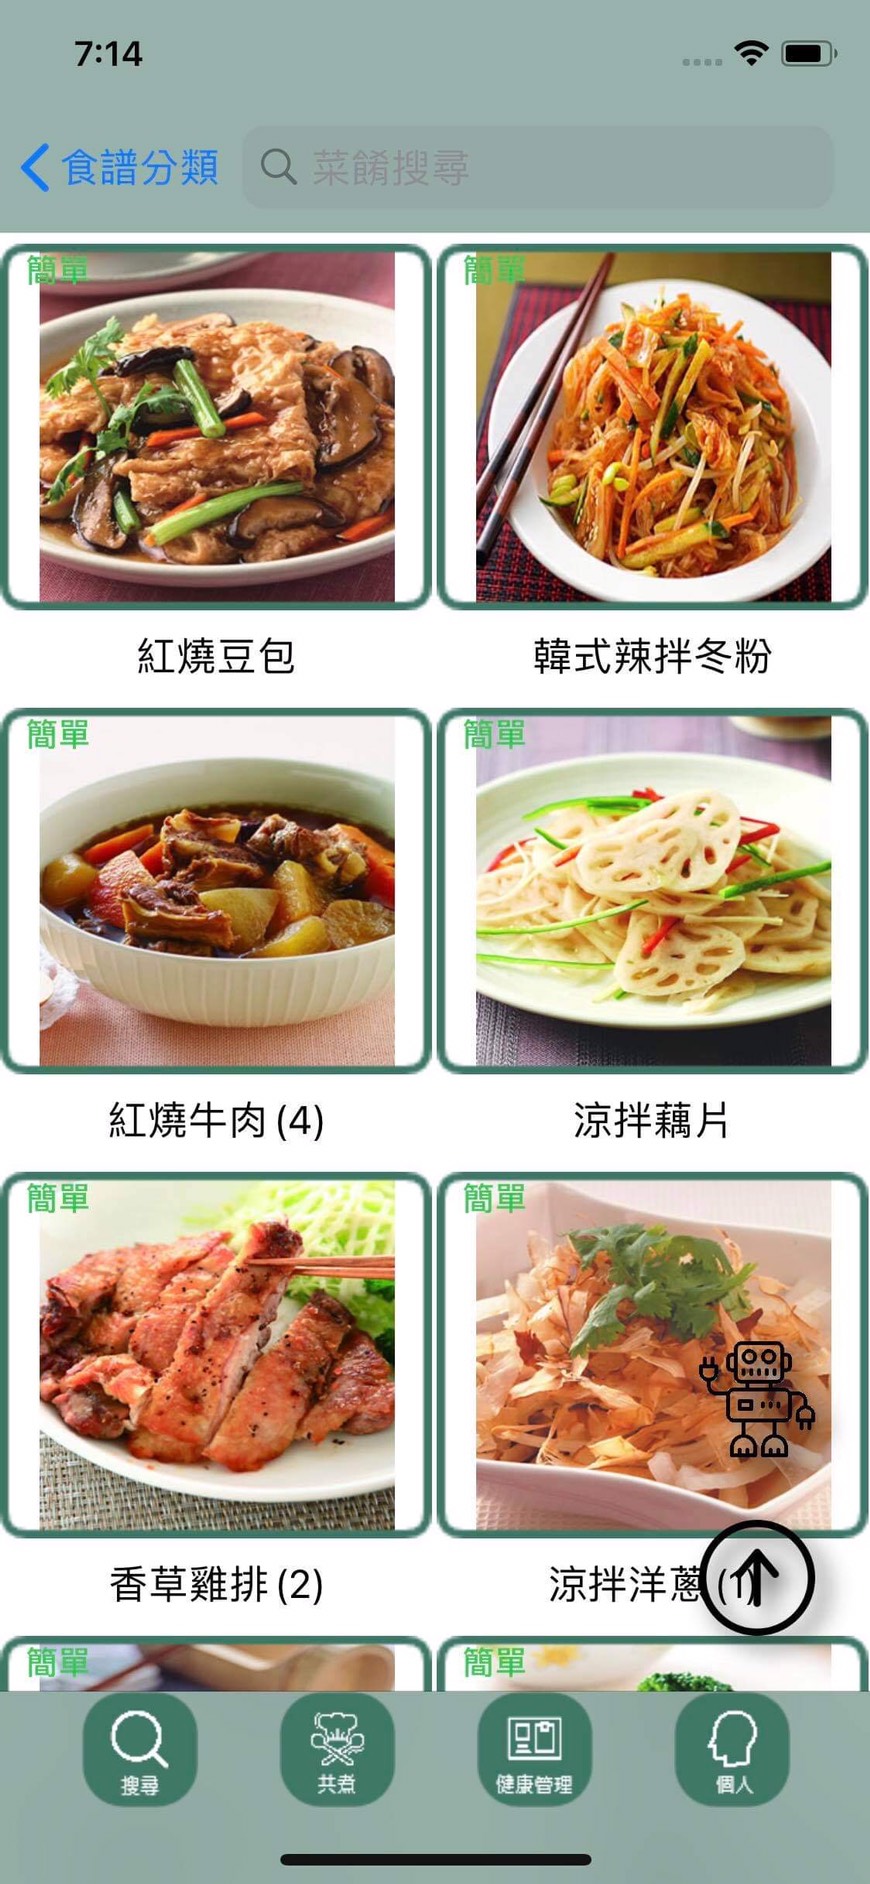 7:14
食譜分類
菜餚搜尋
簡單
簡單
紅燒豆包
韓式辣拌冬粉
簡單
簡單
紅燒牛肉 (4)
涼拌藕片
簡單
簡單
香草雞排 (2)
涼拌洋蔥 (1)
簡單
簡單
搜尋
共煮
健康管理
個人